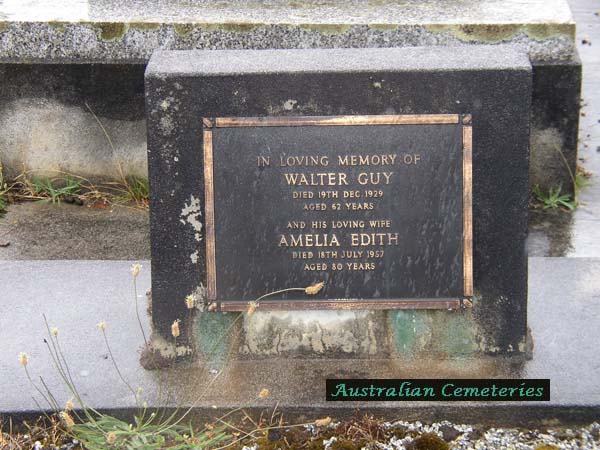 IN LOVING MEMORY OF
WALTER GUY
DIED 19TH DEC. 1929
AGED 62 YEARS
AND HIS LOVING WIFE
AMELIA EDITH
DIED 18TH JULY 1957
AGED 80 YEARS
Australian Cemeteries